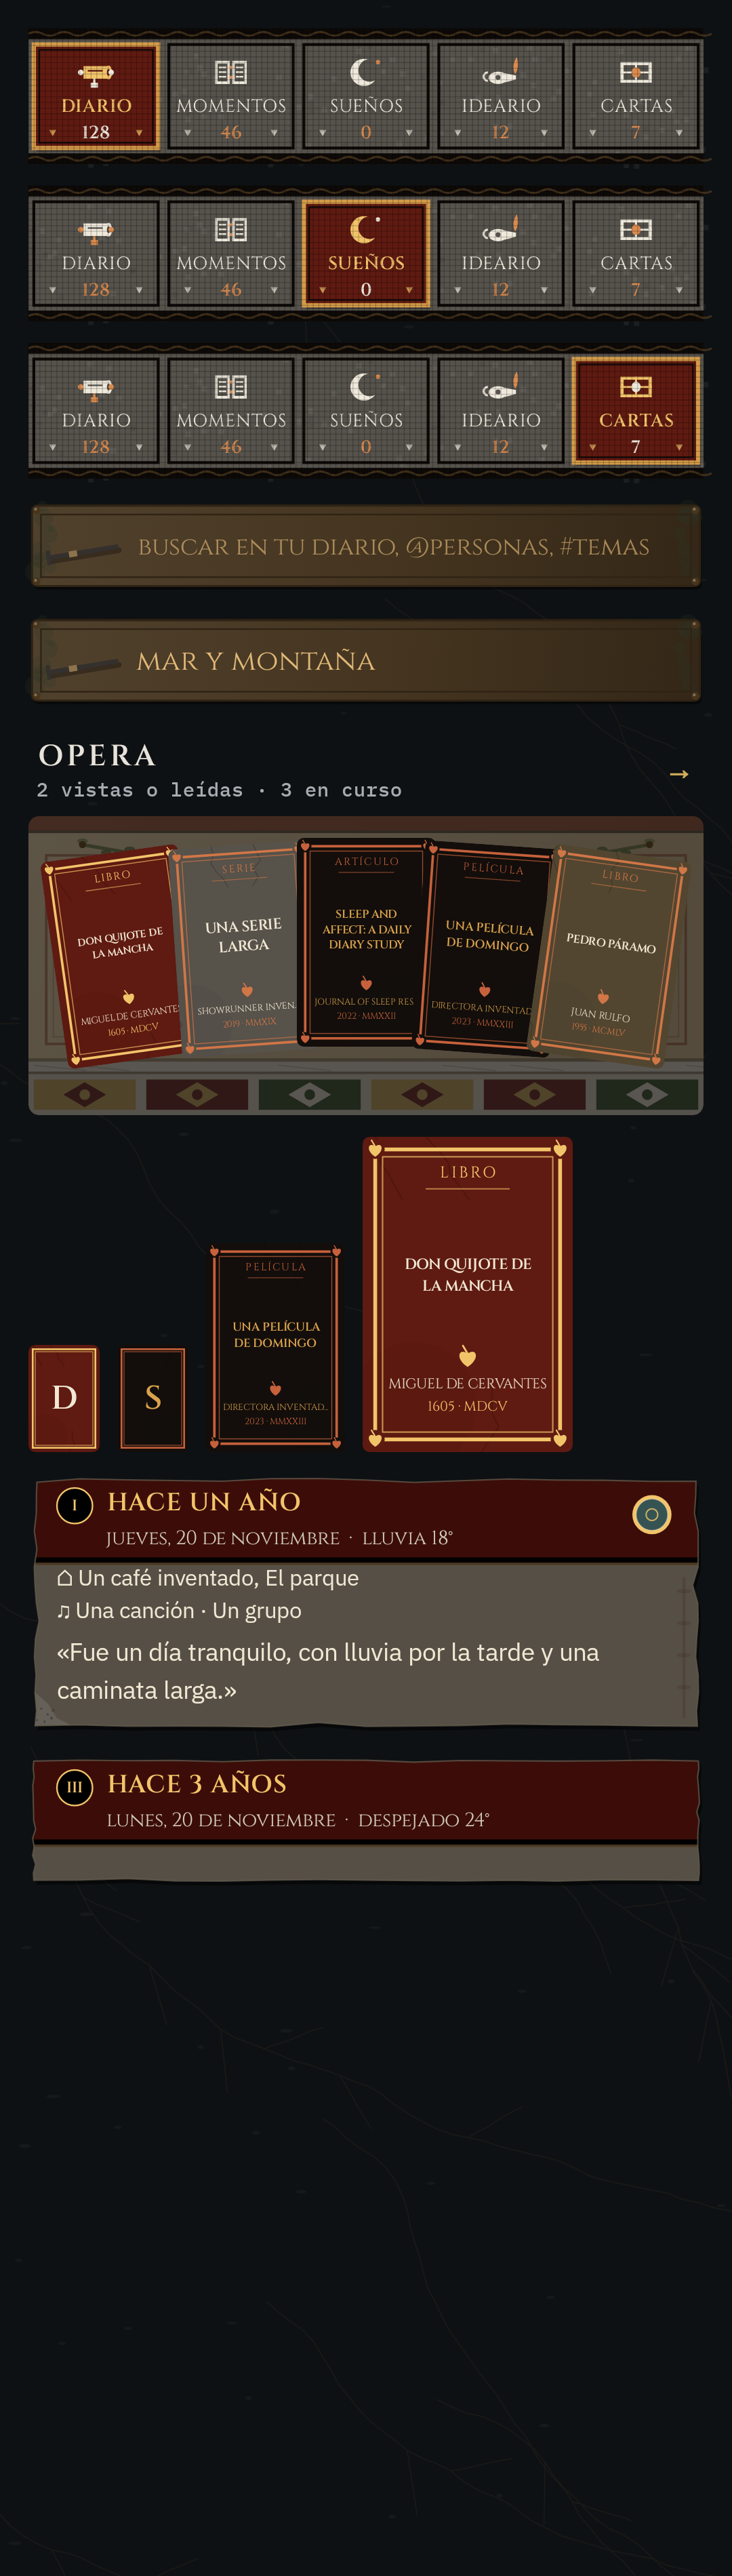 DIARIO MOMENTOS SUEÑOS IDEARIO CARTAS
128 46 0 12 7
DIARIO MOMENTOS SUEÑOS IDEARIO CARTAS
128 46 0 12 7
DIARIO MOMENTOS SUEÑOS IDEARIO CARTAS
128 46 0 12 7
BUSCAR EN TU DIARIO, @PERSONAS, #TEMAS
MAR Y MONTAÑA
OPERA
2 vistas o leídas · 3 en curso
→
LIBRO
DON QUIJOTE DE
LA MANCHA
MIGUEL DE CERVANTES
1605 · MDCV
SERIE
UNA SERIE
LARGA
SHOWRUNNER INVEN
2019 · MMXIX
ARTÍCULO
SLEEP AND
AFFECT: A DAILY
DIARY STUDY
JOURNAL OF SLEEP RES
2022 · MMXXII
PELÍCULA
UNA PELÍCULA
DE DOMINGO
DIRECTORA INVENTAD
2023 · MMXXIII
LIBRO
PEDRO PÁRAMO
JUAN RULFO
1955 · MCMLV
D
S
PELÍCULA
UNA PELÍCULA
DE DOMINGO
DIRECTORA INVENTAD...
2023 · MMXXIII
LIBRO
DON QUIJOTE DE
LA MANCHA
MIGUEL DE CERVANTES
1605 · MDCV
I HACE UN AÑO
JUEVES, 20 DE NOVIEMBRE · LLUVIA 18°
⌂ Un café inventado, El parque
♫ Una canción · Un grupo
«Fue un día tranquilo, con lluvia por la tarde y una
caminata larga.»
III HACE 3 AÑOS
LUNES, 20 DE NOVIEMBRE · DESPEJADO 24°